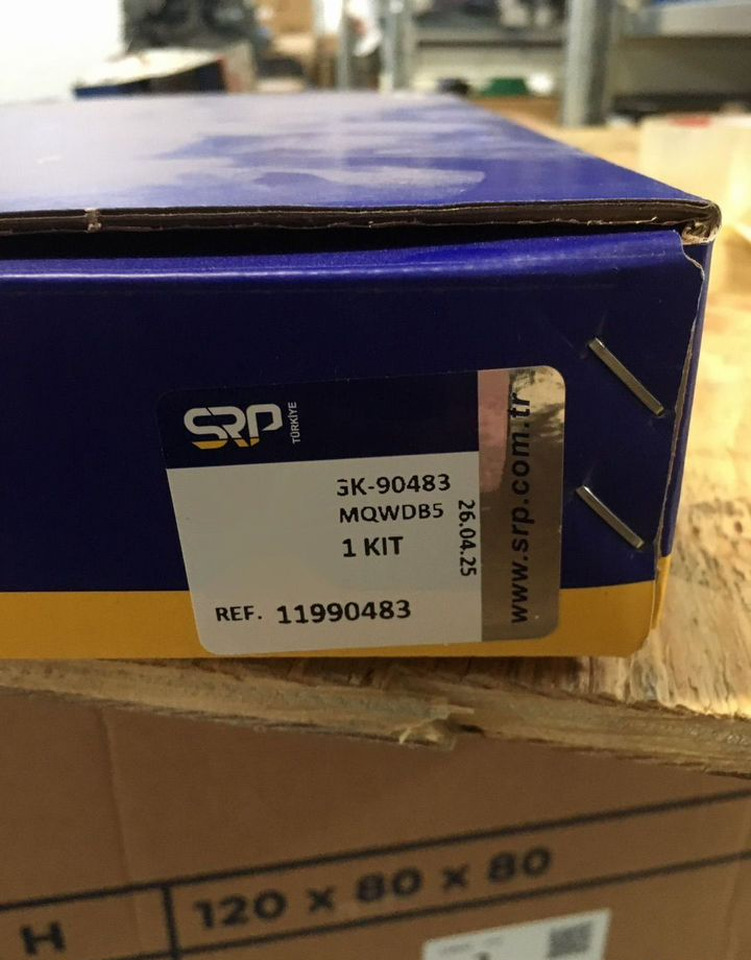 SRP
TÜRKİYE
GK-90483
MQWDB5
1 KIT
26.04.25
REF. 11990483
www.srp.com.tr
H
120 x 80 x 80